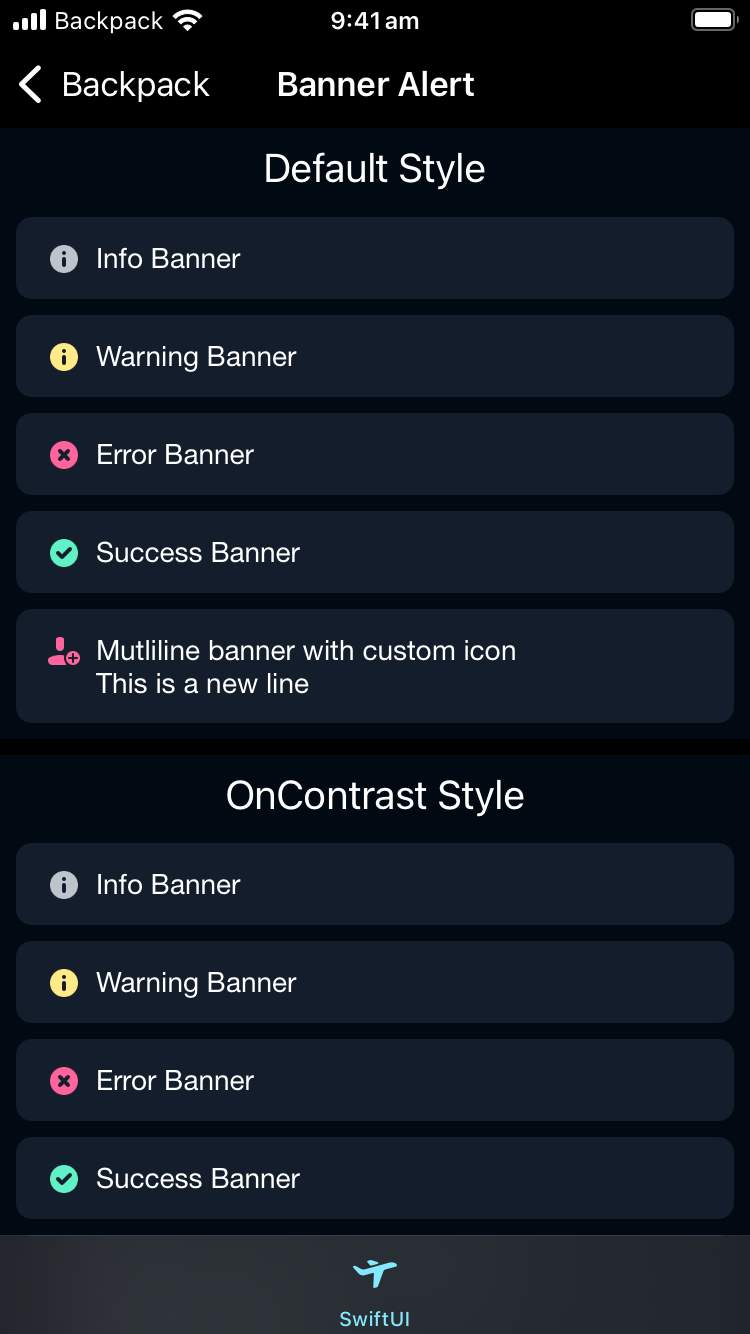 Backpack 9:41 am
Backpack Banner Alert
Default Style
Info Banner
Warning Banner
Error Banner
Success Banner
Mutliline banner with custom icon
This is a new line
OnContrast Style
Info Banner
Warning Banner
Error Banner
Success Banner
SwiftUI